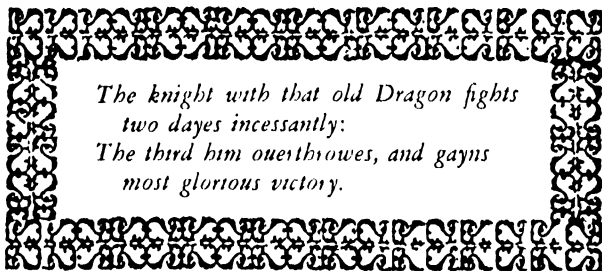 The knight with that old Dragon fights
two dayes incessantly:
The third him ouerthrowes, and gayns
most glorious victory.